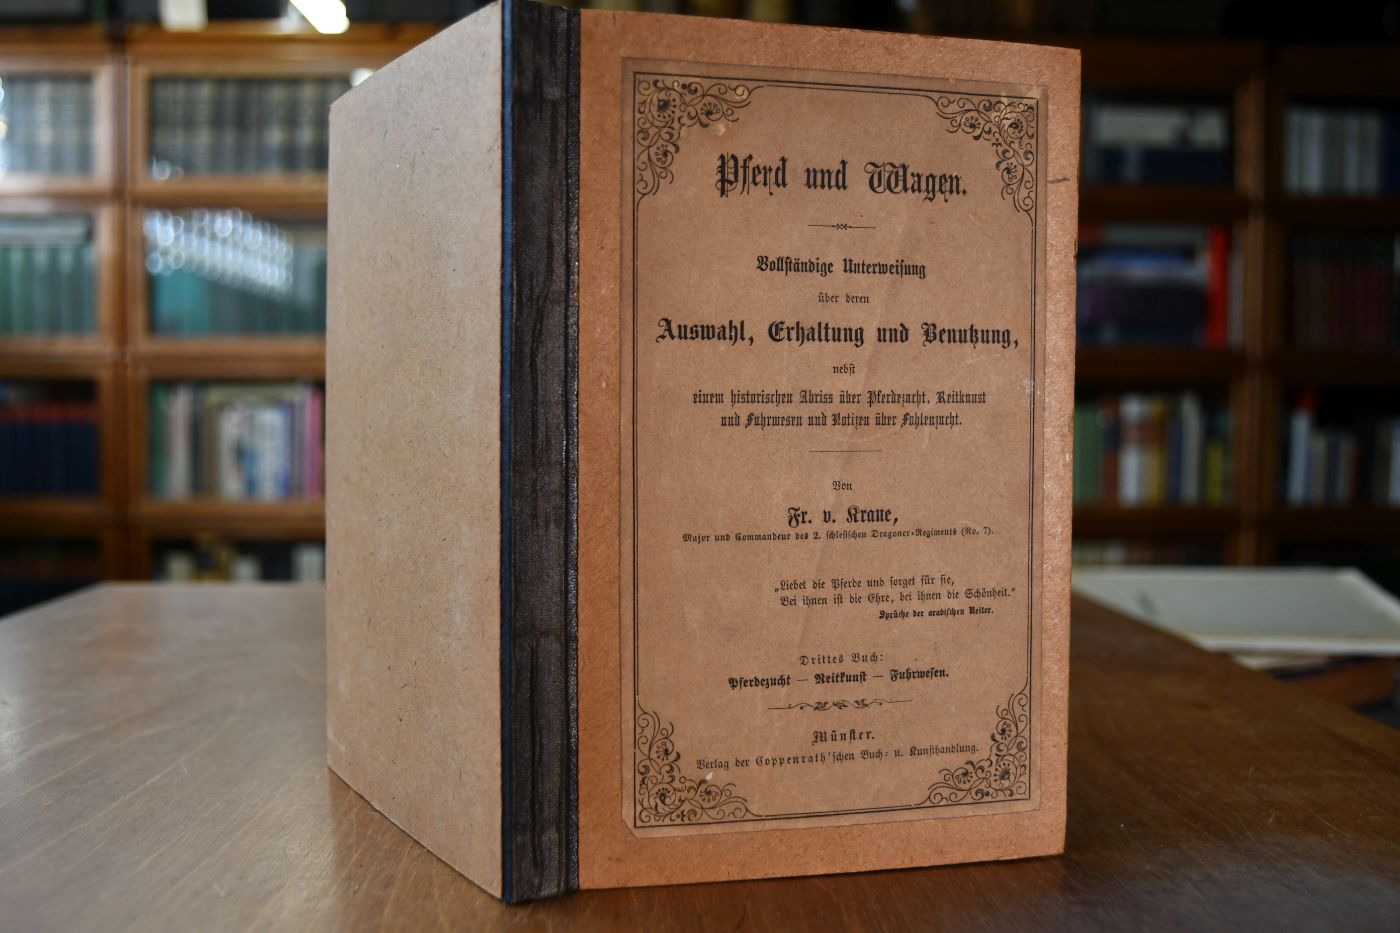 Pferd und Wagen.
Vollständige Unterweisung
über deren
Auswahl, Erhaltung und Benutzung,
nebst
einem historischen Abriss über Pferdezucht, Reitkunst
und Fuhrwesen und Notizen über Fohlenzucht.
Von
Fr. v. Krane,
Major und Commandeur des 2. schlesischen Dragoner-Regiments (No. 7).
„Liebet die Pferde und sorget für sie,
Bei ihnen ist die Ehre, bei ihnen die Schönheit.“
Sprüche der arabischen Reiter.
Drittes Buch:
Pferdezucht — Reitkunst — Fuhrwesen.
Münster.
Verlag der Coppenrath'schen Buch- u. Kunsthandlung.